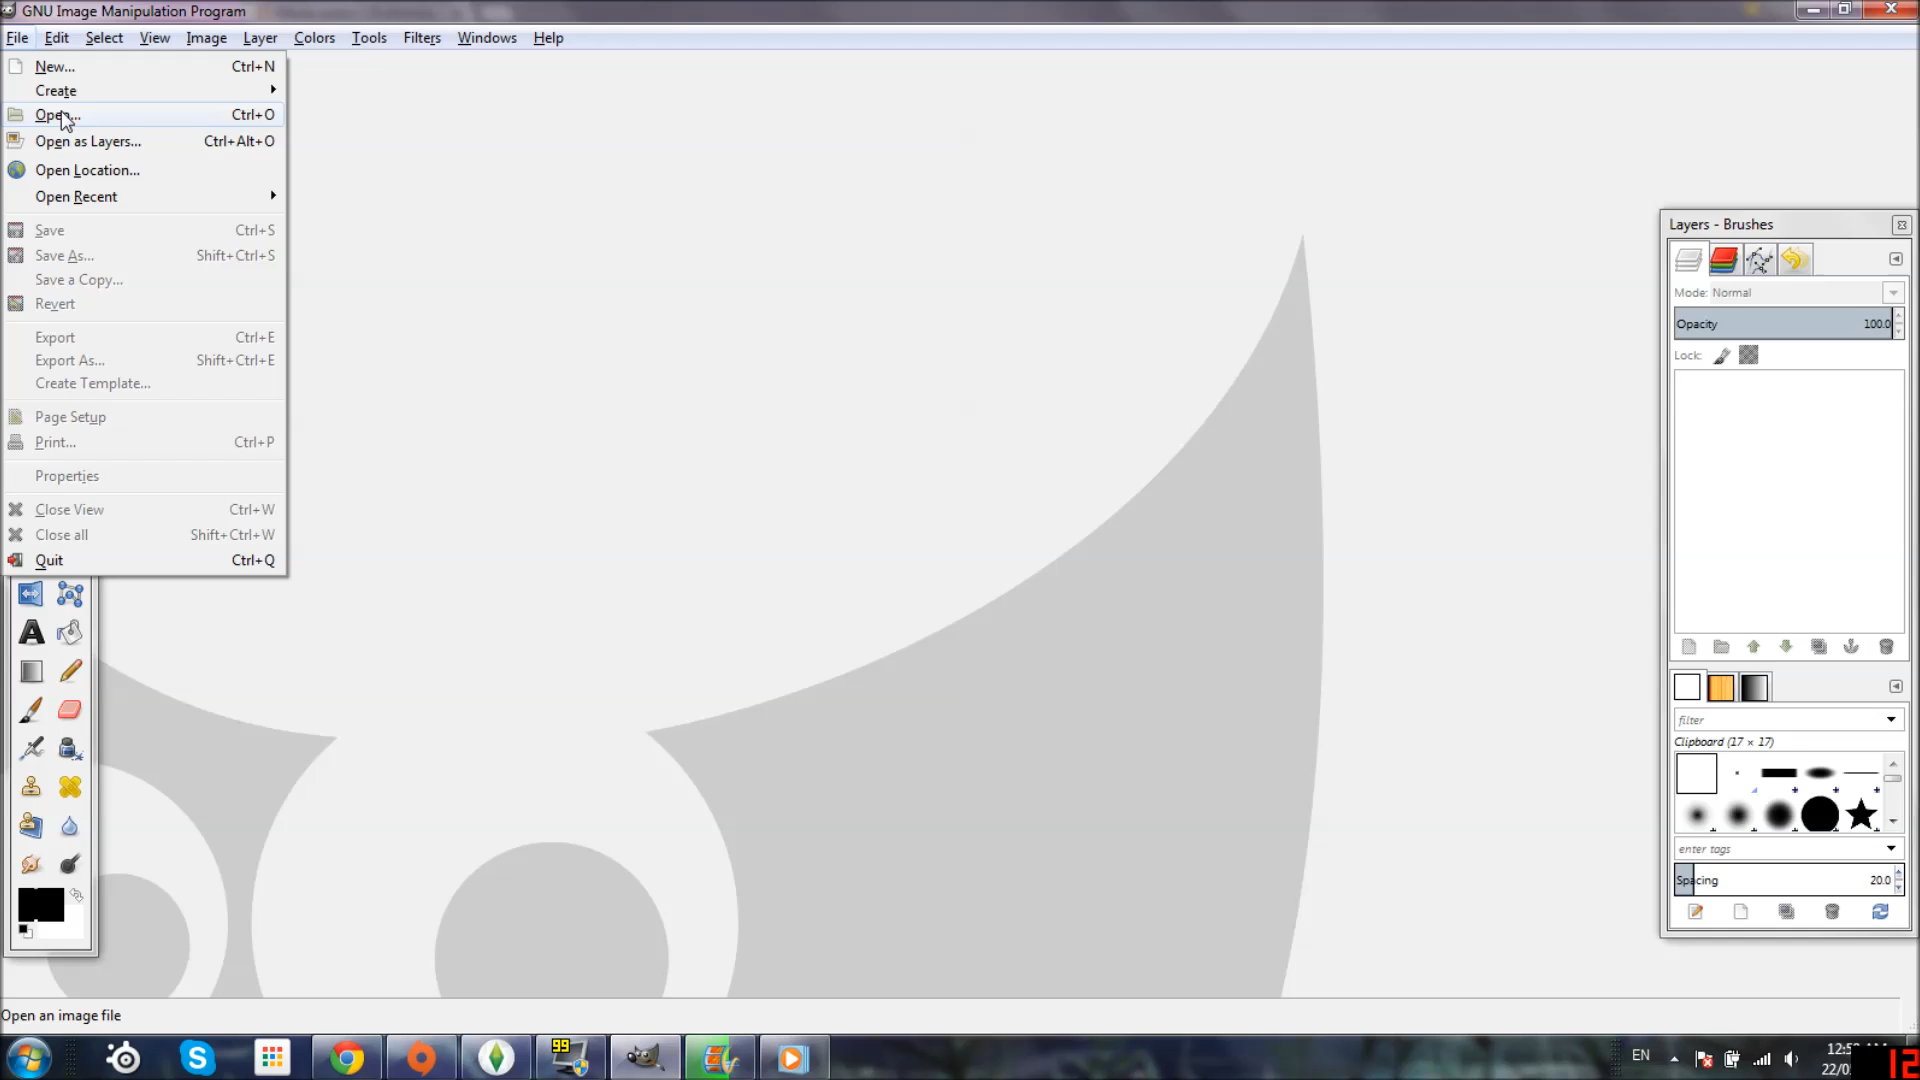 GNU Image Manipulation Program
File Edit Select View Image Layer Colors Tools Filters Windows Help
New... Ctrl+N
Create
Open... Ctrl+O
Open as Layers... Ctrl+Alt+O
Open Location...
Open Recent
Save Ctrl+S
Save As... Shift+Ctrl+S
Save a Copy...
Revert
Export Ctrl+E
Export As... Shift+Ctrl+E
Create Template...
Page Setup
Print... Ctrl+P
Properties
Close View Ctrl+W
Close all Shift+Ctrl+W
Quit Ctrl+Q
Layers - Brushes
Mode: Normal
Opacity 100.0
Lock:
filter
Clipboard (17 × 17)
enter tags
Spacing 20.0
Open an image file
99
EN
12